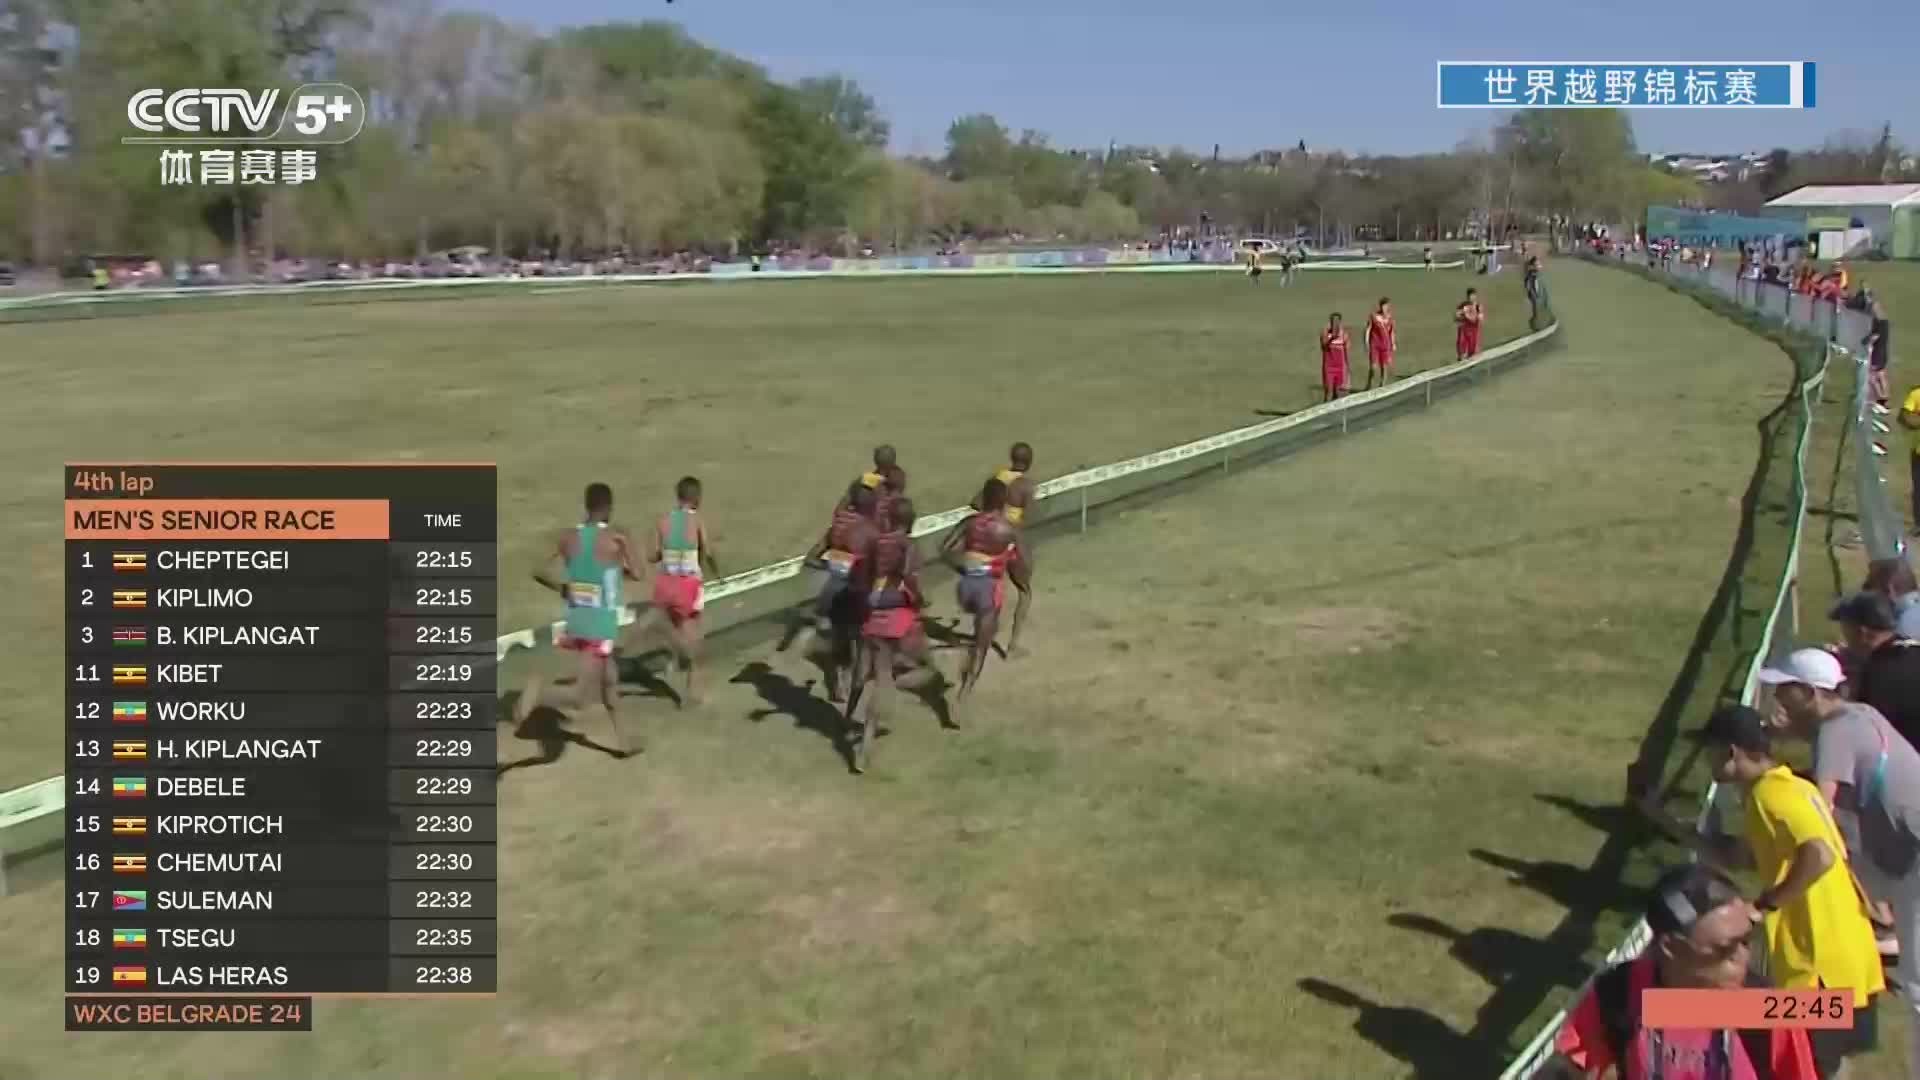 CCTV 5+
体育赛事
世界越野锦标赛
4th lap
MEN'S SENIOR RACE TIME
1 CHEPTEGEI 22:15
2 KIPLIMO 22:15
3 B. KIPLANGAT 22:15
11 KIBET 22:19
12 WORKU 22:23
13 H. KIPLANGAT 22:29
14 DEBELE 22:29
15 KIPROTICH 22:30
16 CHEMUTAI 22:30
17 SULEMAN 22:32
18 TSEGU 22:35
19 LAS HERAS 22:38
WXC BELGRADE 24
22:45